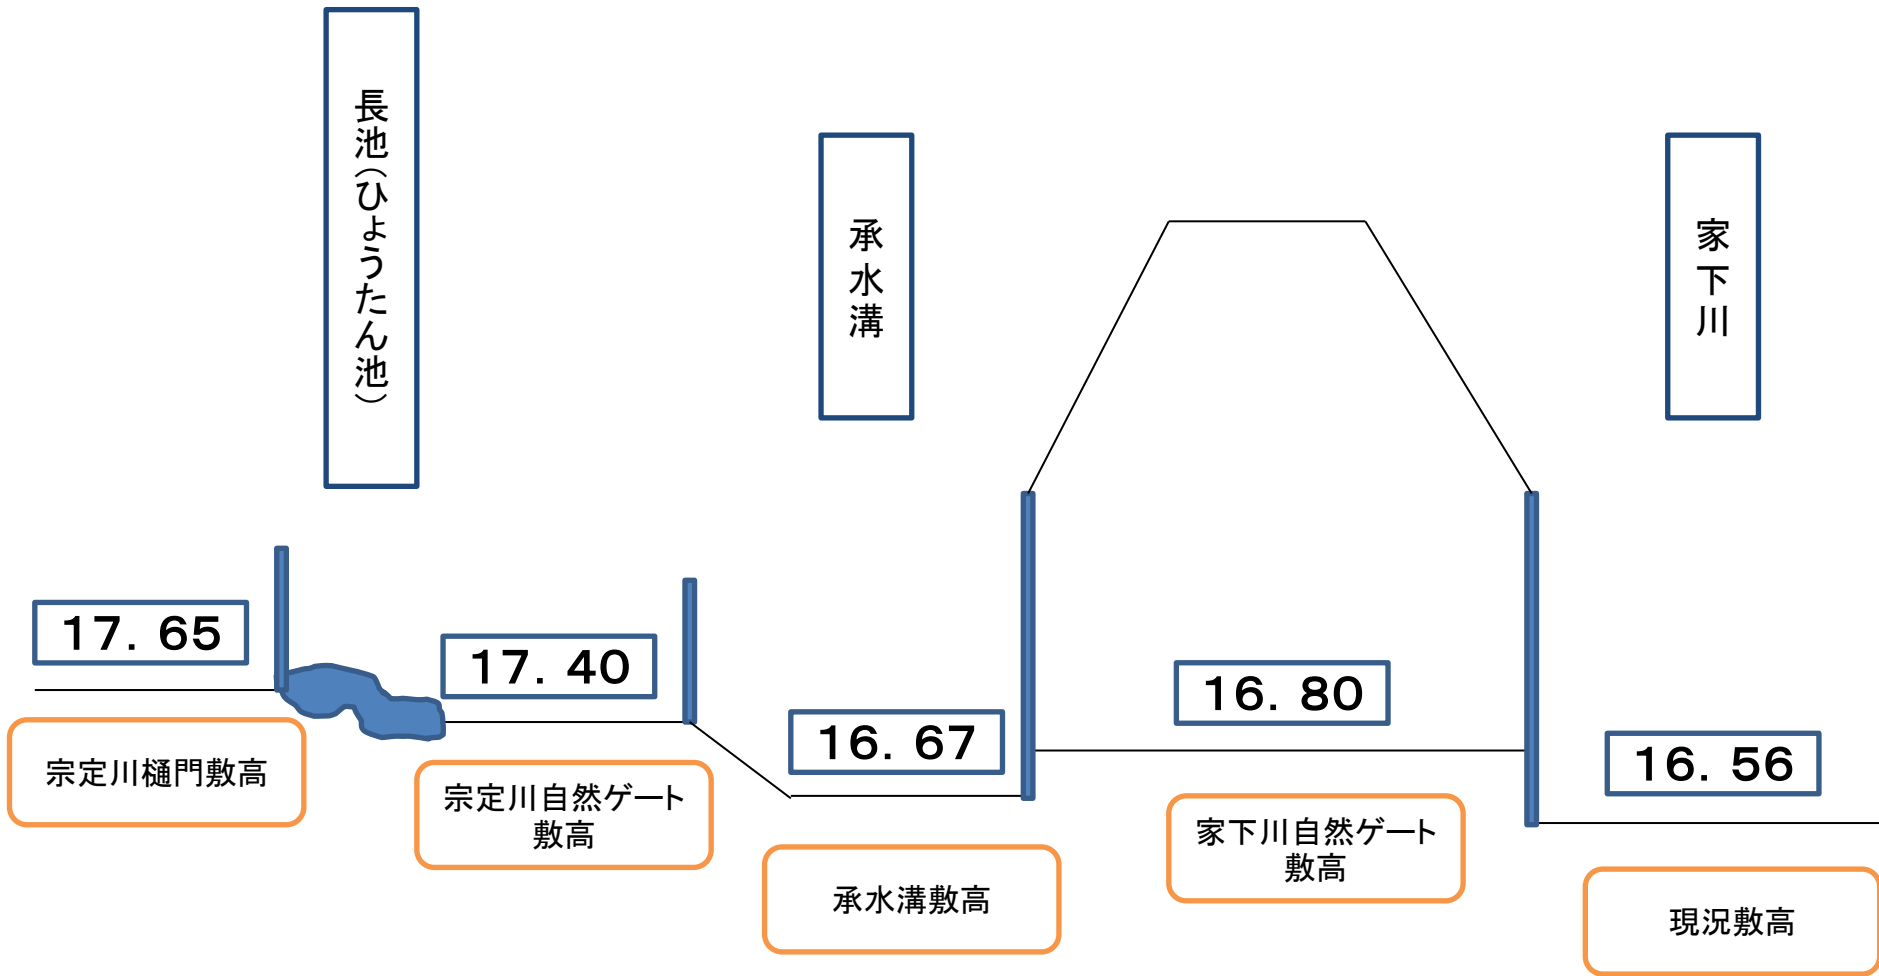 長池(ひょうたん池)
承水溝
家下川
17.65
17.40
16.67
16.80
16.56
宗定川樋門敷高
宗定川自然ゲート
敷高
承水溝敷高
家下川自然ゲート
敷高
現況敷高